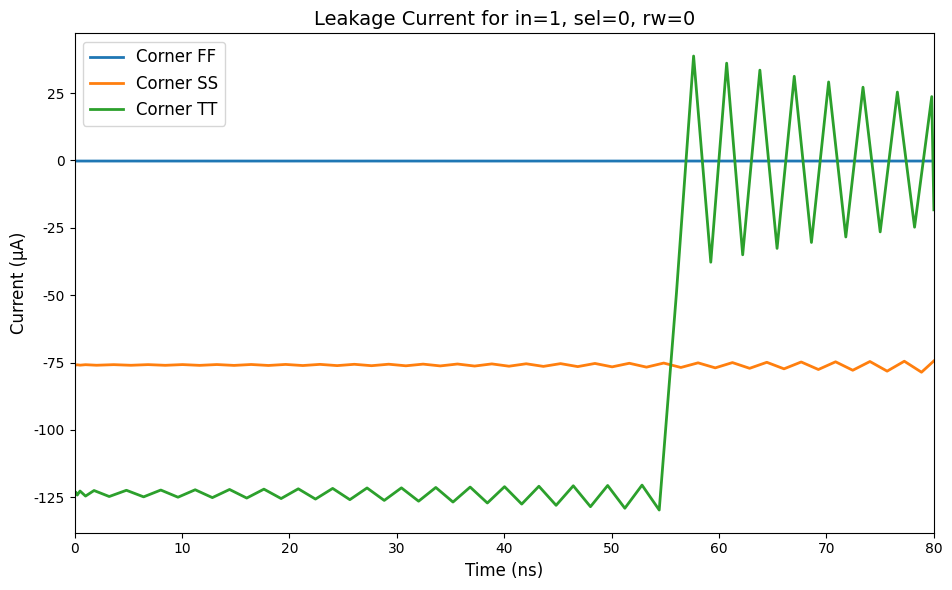 Leakage Current for in=1, sel=0, rw=0
Corner FF
Corner SS
Corner TT
Current (µA)
25
0
-25
-50
-75
-100
-125
0 10 20 30 40 50 60 70 80
Time (ns)